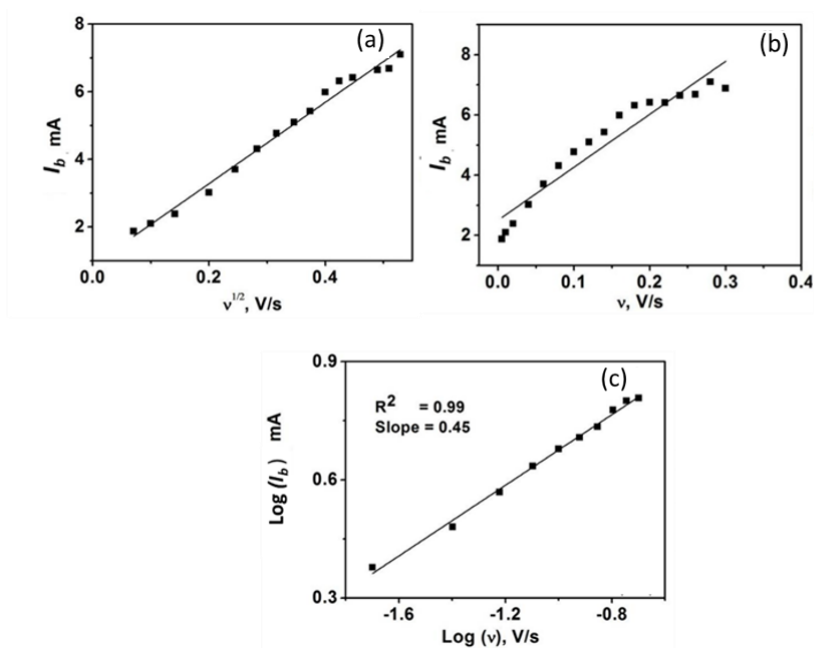 (a)
8
6
4
2
I_b, mA
0.0 0.2 0.4
ν^1/2, V/s
(b)
8
6
4
2
I_b, mA
0.0 0.1 0.2 0.3 0.4
ν, V/s
(c)
0.9
0.6
0.3
R² = 0.99
Slope = 0.45
Log (I_b) mA
-1.6 -1.2 -0.8
Log (ν), V/s